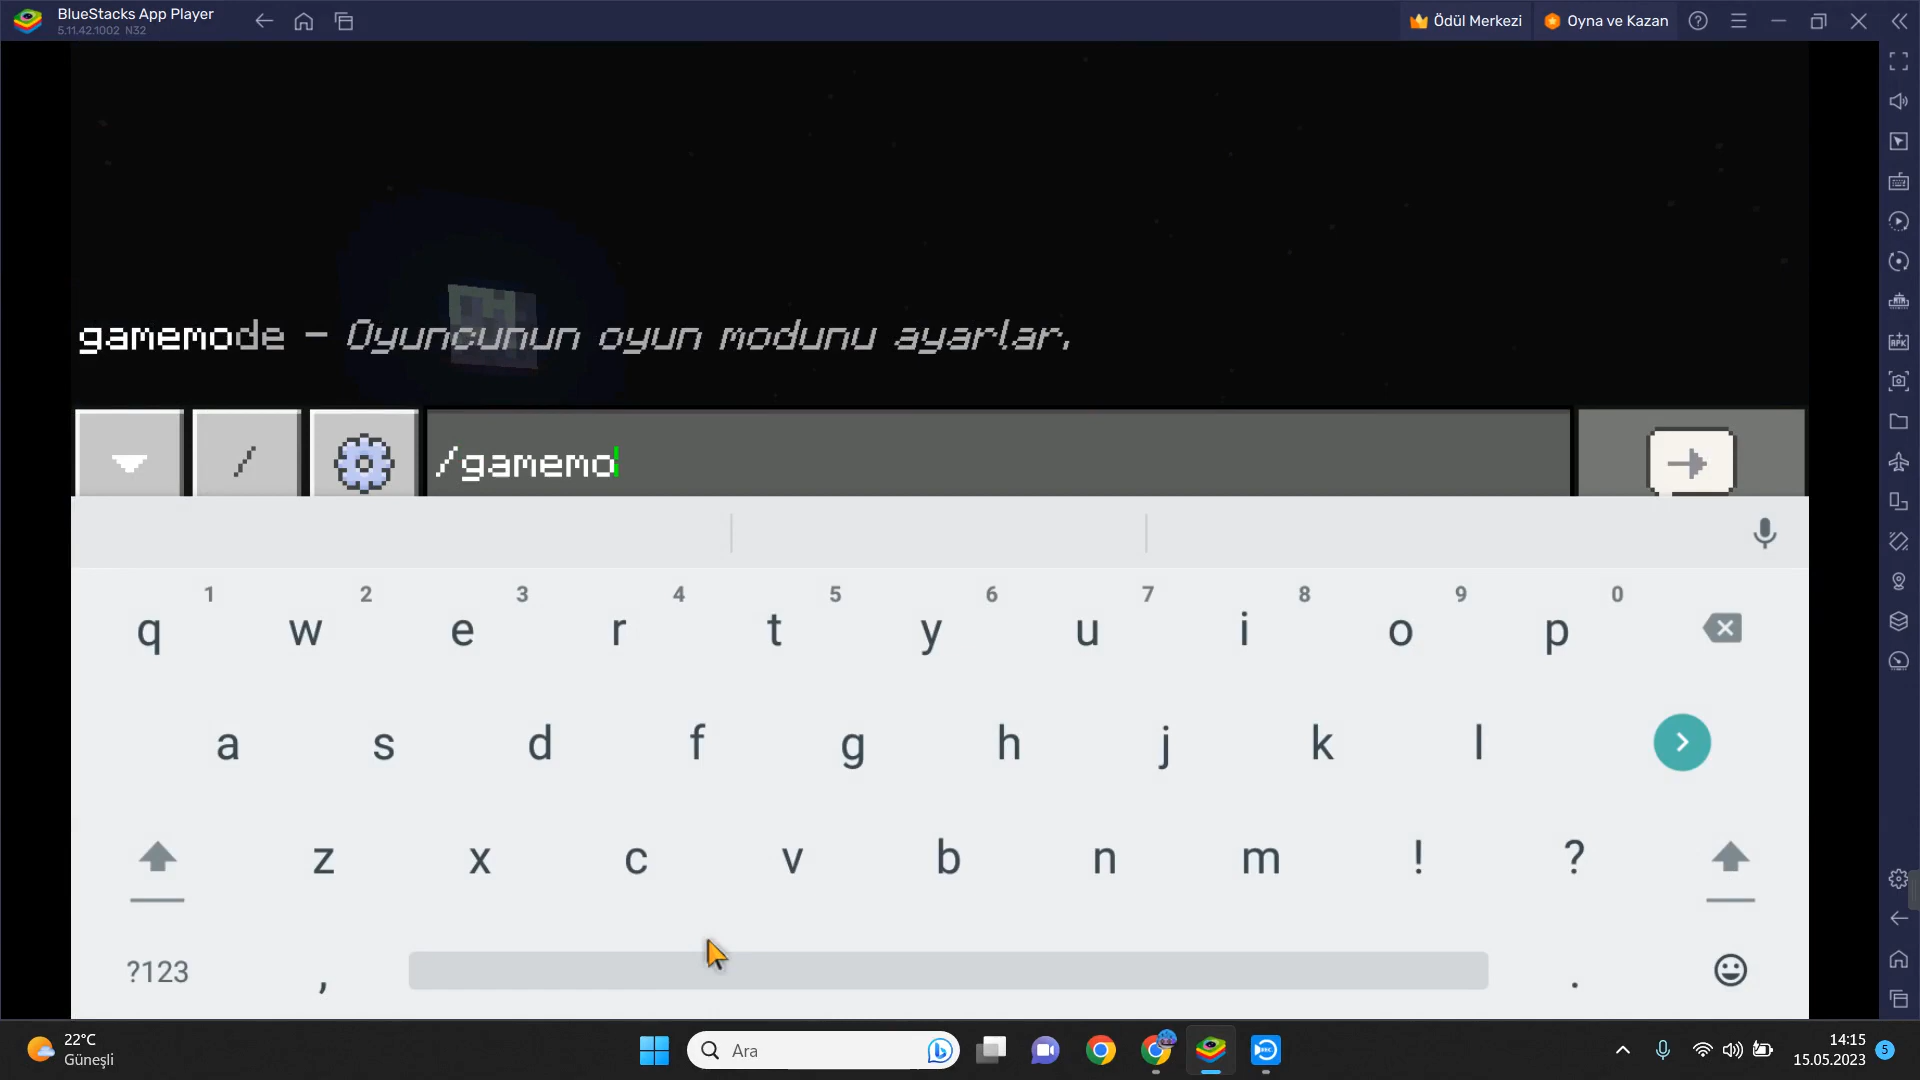 BlueStacks App Player
5.11.42.1002 N32
Ödül Merkezi
Oyna ve Kazan
gamemode – Oyuncunun oyun modunu ayarlar.
/
/gamemo
1 2 3 4 5 6 7 8 9 0
q w e r t y u i o p
a s d f g h j k l
z x c v b n m ! ?
?123 , .
22°C
Güneşli
Ara
14:15
15.05.2023
5